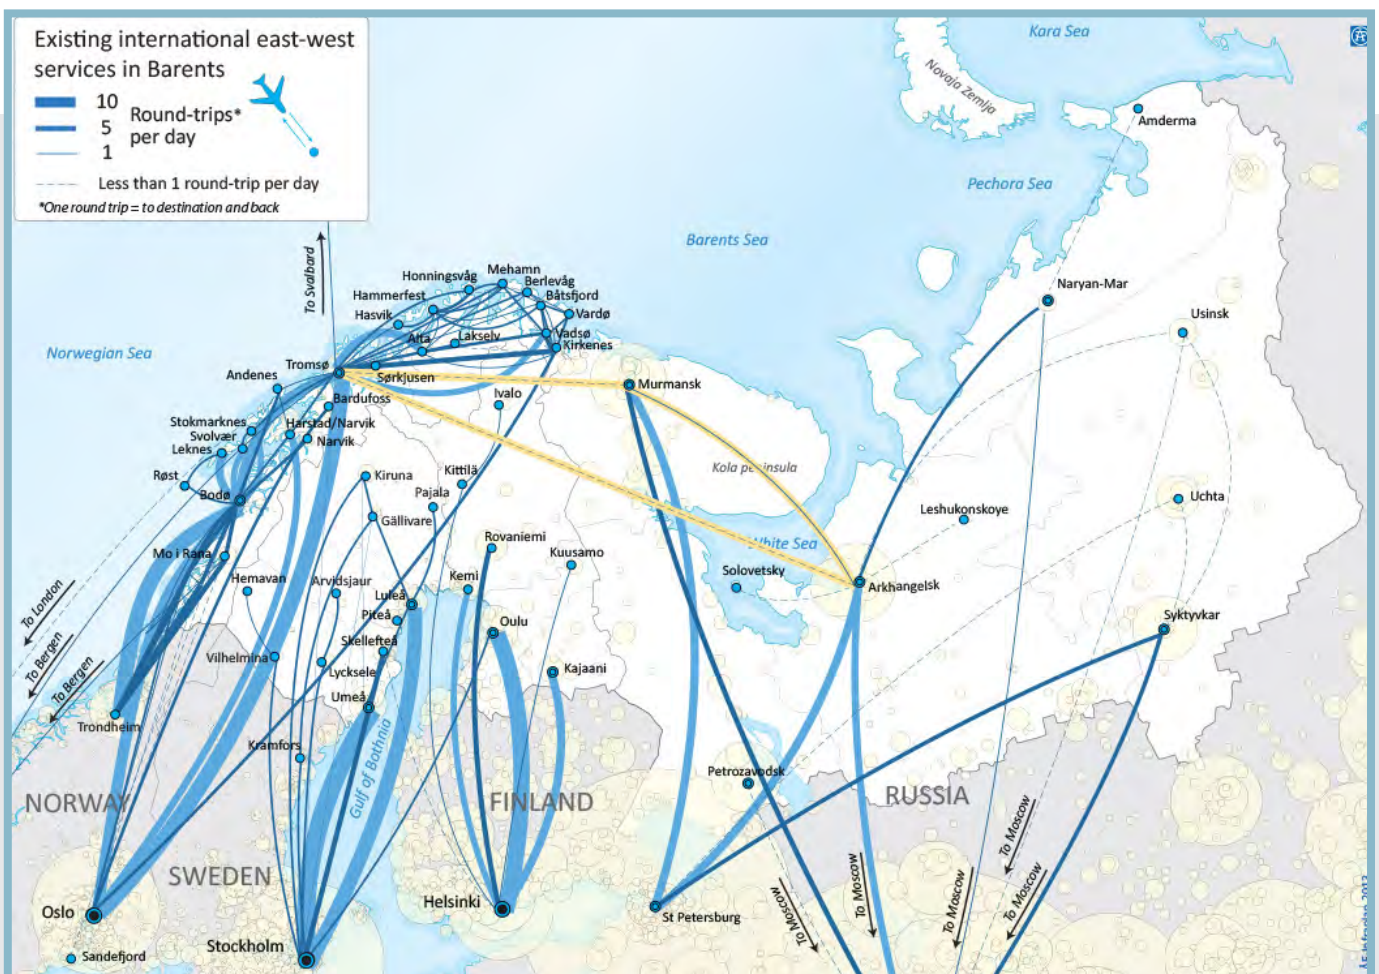 Existing international east-west
services in Barents
10
5
1
Round-trips*
per day
Less than 1 round-trip per day
*One round trip = to destination and back
Kara Sea
Novaja Zemlja
Amderma
Pechora Sea
Barents Sea
Norwegian Sea
To Svalbard
Honningsvåg
Mehamn
Berlevåg
Hammerfest
Båtsfjord
Hasvik
Vardø
Alta
Lakselv
Vadsø
Kirkenes
Tromsø
Sørkjusen
Andenes
Bardufoss
Ivalo
Murmansk
Naryan-Mar
Usinsk
Stokmarknes
Harstad/Narvik
Svolvær
Narvik
Leknes
Røst
Bodø
Kiruna
Kittilä
Pajala
Gällivare
Kola peninsula
Leshukonskoye
Uchta
White Sea
Mo i Rana
Rovaniemi
Kuusamo
Hemavan
Arvidsjaur
Kemi
Solovetsky
Arkhangelsk
Luleå
Piteå
Oulu
Syktyvkar
Skellefteå
Vilhelmina
Lycksele
Kajaani
Umeå
To London
To Bergen
To Bergen
Trondheim
Kramfors
Gulf of Bothnia
Petrozavodsk
NORWAY
FINLAND
RUSSIA
SWEDEN
To Moscow
To Moscow
To Moscow
To Moscow
To Moscow
Oslo
Helsinki
St Petersburg
Stockholm
Sandefjord